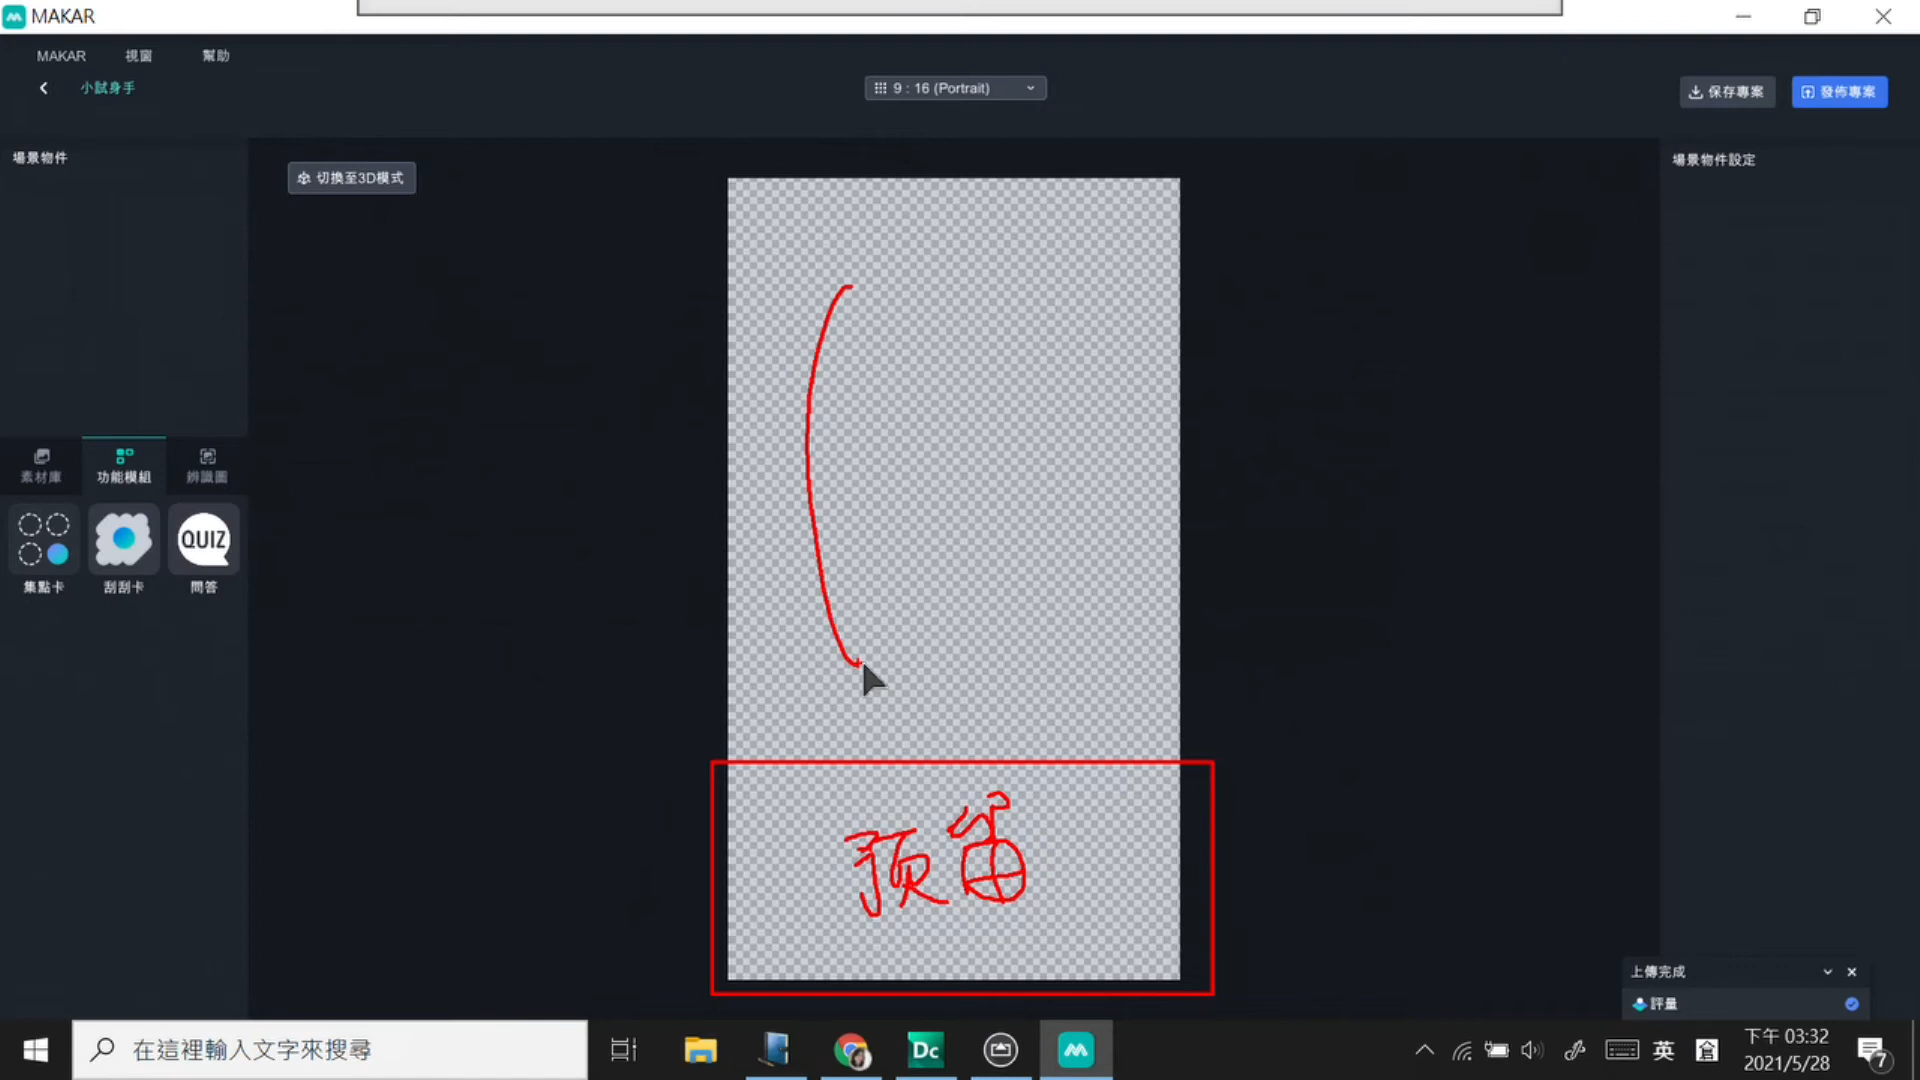 MAKAR
MAKAR 視窗 幫助
小試身手
9 : 16 (Portrait)
保存專案
發佈專案
場景物件
切換至3D模式
場景物件設定
素材庫 功能模組 辨識圖
QUIZ
集點卡 刮刮卡 問答
預留
上傳完成
評量
在這裡輸入文字來搜尋
Dc
英
倉
下午 03:32
2021/5/28
7